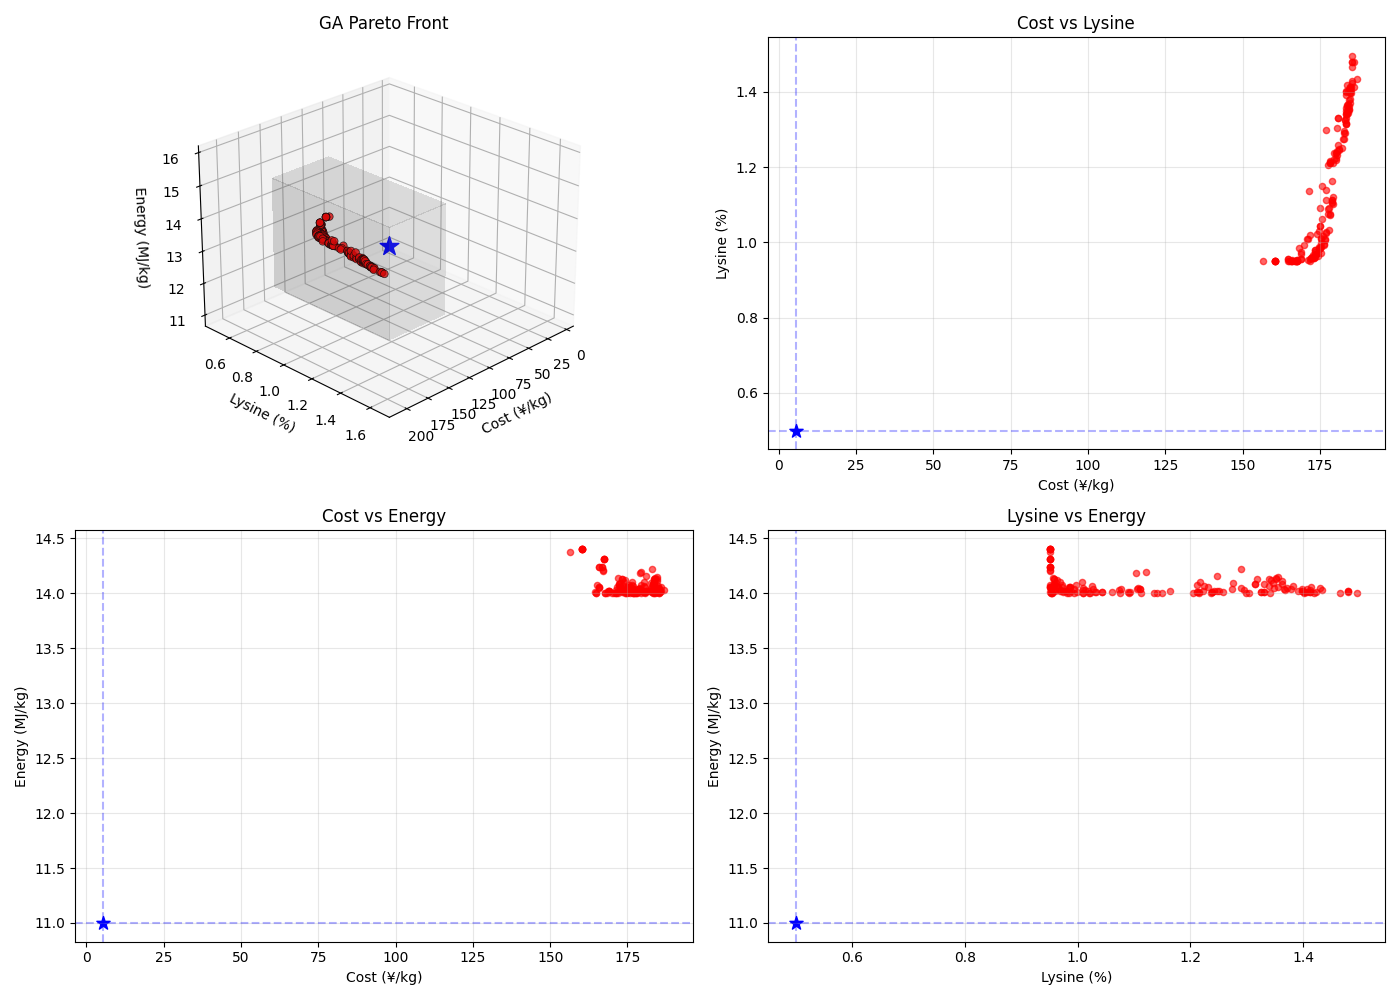 GA Pareto Front
16
15
14
13
12
11
Energy (MJ/kg)
0.6
0.8
1.0
1.2
1.4
1.6
Lysine (%)
0
25
50
75
100
125
150
175
200
Cost (¥/kg)
Cost vs Lysine
1.4
1.2
1.0
0.8
0.6
Lysine (%)
0 25 50 75 100 125 150 175
Cost (¥/kg)
Cost vs Energy
14.5
14.0
13.5
13.0
12.5
12.0
11.5
11.0
Energy (MJ/kg)
0 25 50 75 100 125 150 175
Cost (¥/kg)
Lysine vs Energy
14.5
14.0
13.5
13.0
12.5
12.0
11.5
11.0
Energy (MJ/kg)
0.6 0.8 1.0 1.2 1.4
Lysine (%)